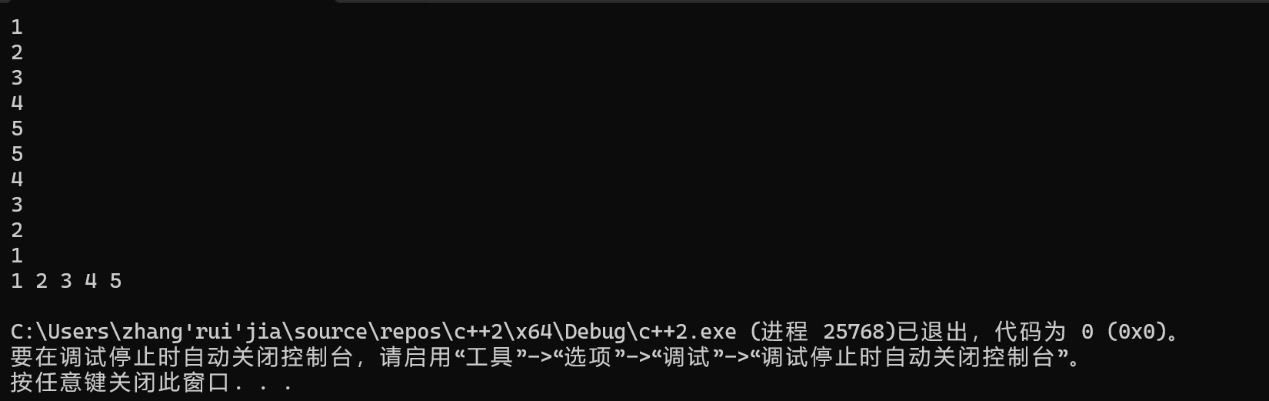 1
2
3
4
5
5
4
3
2
1
1 2 3 4 5
C:\Users\zhang'rui'jia\source\repos\c++2\x64\Debug\c++2.exe (进程 25768)已退出，代码为 0 (0x0)。
要在调试停止时自动关闭控制台，请启用“工具”->“选项”->“调试”->“调试停止时自动关闭控制台”。
按任意键关闭此窗口. . .